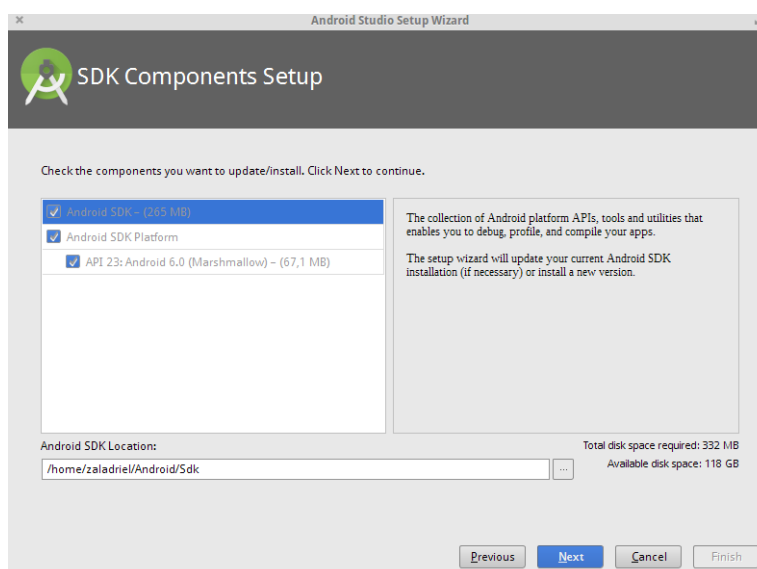 Android Studio Setup Wizard
SDK Components Setup
Check the components you want to update/install. Click Next to continue.
Android SDK – (265 MB)
Android SDK Platform
API 23: Android 6.0 (Marshmallow) – (67,1 MB)
The collection of Android platform APIs, tools and utilities that
enables you to debug, profile, and compile your apps.
The setup wizard will update your current Android SDK
installation (if necessary) or install a new version.
Android SDK Location:
Total disk space required: 332 MB
/home/zaladriel/Android/Sdk
...
Available disk space: 118 GB
Previous
Next
Cancel
Finish